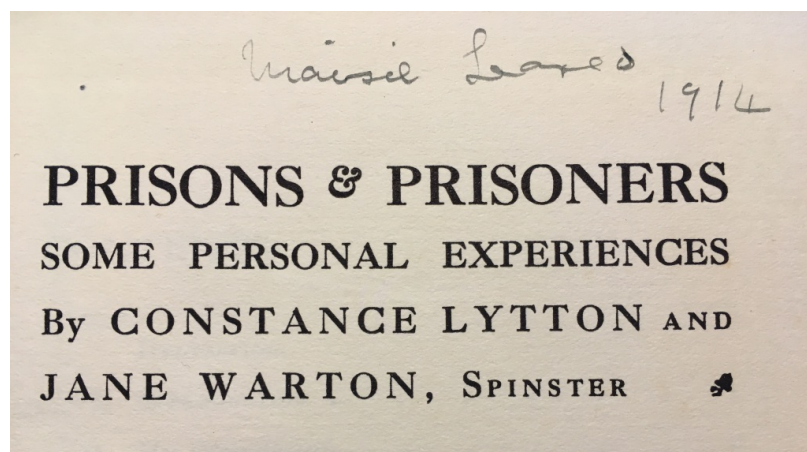 Maisie
1914
PRISONS & PRISONERS
SOME PERSONAL EXPERIENCES
By CONSTANCE LYTTON AND
JANE WARTON, SPINSTER